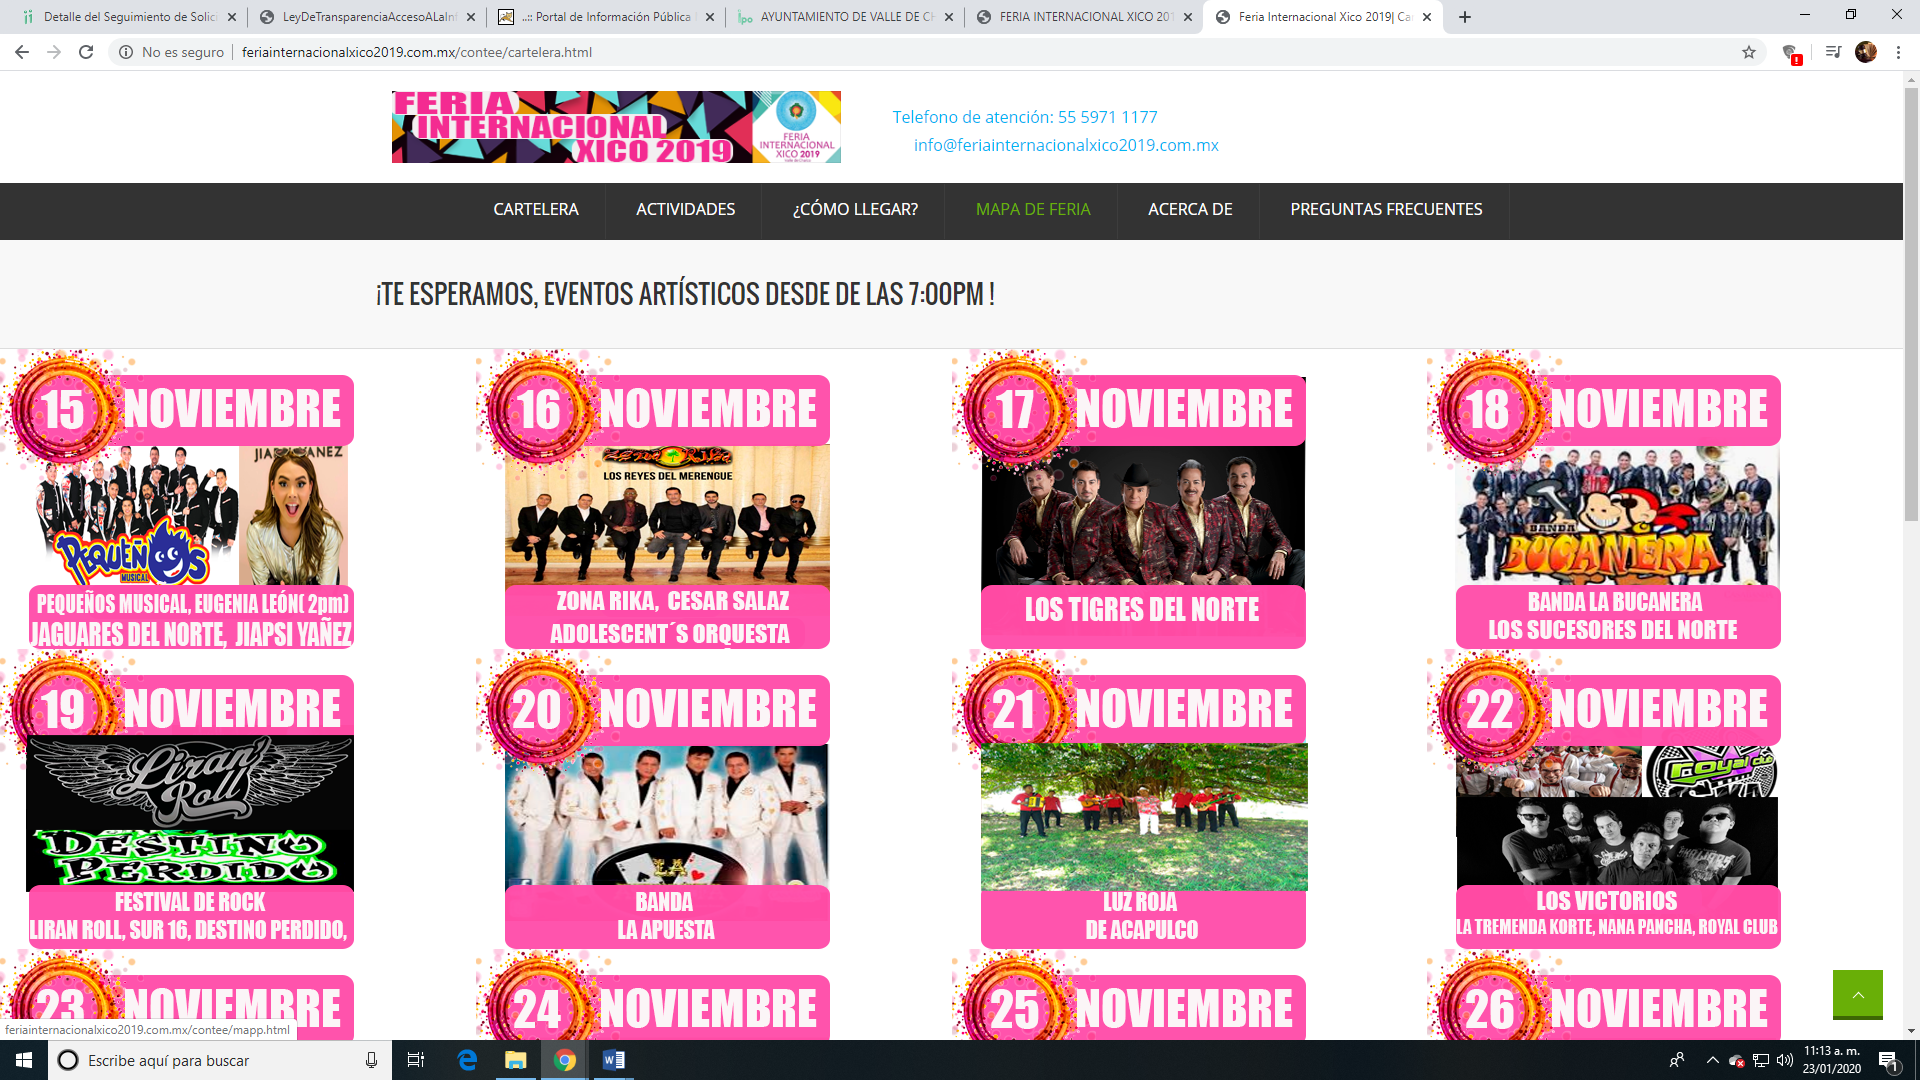 Detalle del Seguimiento de Solici
LeyDeTransparenciaAccesoALaInf
..:: Portal de Información Pública
AYUNTAMIENTO DE VALLE DE CH
FERIA INTERNACIONAL XICO 201
Feria Internacional Xico 2019| Ca
No es seguro
feriainternacionalxico2019.com.mx/contee/cartelera.html
FERIA
INTERNACIONAL
XICO 2019
FERIA
INTERNACIONAL
XICO 2019
Telefono de atención: 55 5971 1177
info@feriainternacionalxico2019.com.mx
CARTELERA
ACTIVIDADES
¿CÓMO LLEGAR?
MAPA DE FERIA
ACERCA DE
PREGUNTAS FRECUENTES
¡TE ESPERAMOS, EVENTOS ARTÍSTICOS DESDE DE LAS 7:00PM !
15 NOVIEMBRE
JIAPSI YAÑEZ
PEQUEÑOS
MUSICAL
PEQUEÑOS MUSICAL, EUGENIA LEÓN( 2pm)
JAGUARES DEL NORTE, JIAPSI YAÑEZ
16 NOVIEMBRE
LOS REYES DEL MERENGUE
ZONA RIKA, CESAR SALAZ
ADOLESCENT´S ORQUESTA
17 NOVIEMBRE
LOS TIGRES DEL NORTE
18 NOVIEMBRE
BANDA
BUCANERA
BANDA LA BUCANERA
LOS SUCESORES DEL NORTE
19 NOVIEMBRE
Liran'
Roll
DESTINO
PERDIDO
FESTIVAL DE ROCK
LIRAN ROLL, SUR 16, DESTINO PERDIDO,
20 NOVIEMBRE
LA
BANDA
LA APUESTA
21 NOVIEMBRE
LUZ ROJA
DE ACAPULCO
22 NOVIEMBRE
Royal club
LOS VICTORIOS
LA TREMENDA KORTE, NANA PANCHA, ROYAL CLUB
23 NOVIEMBRE
24 NOVIEMBRE
25 NOVIEMBRE
26 NOVIEMBRE
feriainternacionalxico2019.com.mx/contee/mapp.html
Escribe aquí para buscar
11:13 a. m.
23/01/2020
1